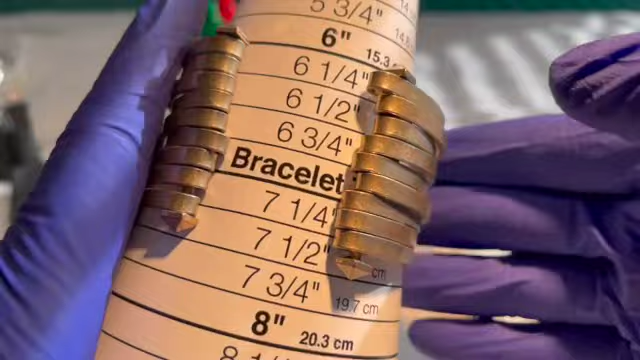 5 3/4"
6" 15.3
6 1/4"
6 1/2"
6 3/4"
Bracelet
7 1/4"
7 1/2"
cm
7 3/4" 19.7 cm
8" 20.3 cm